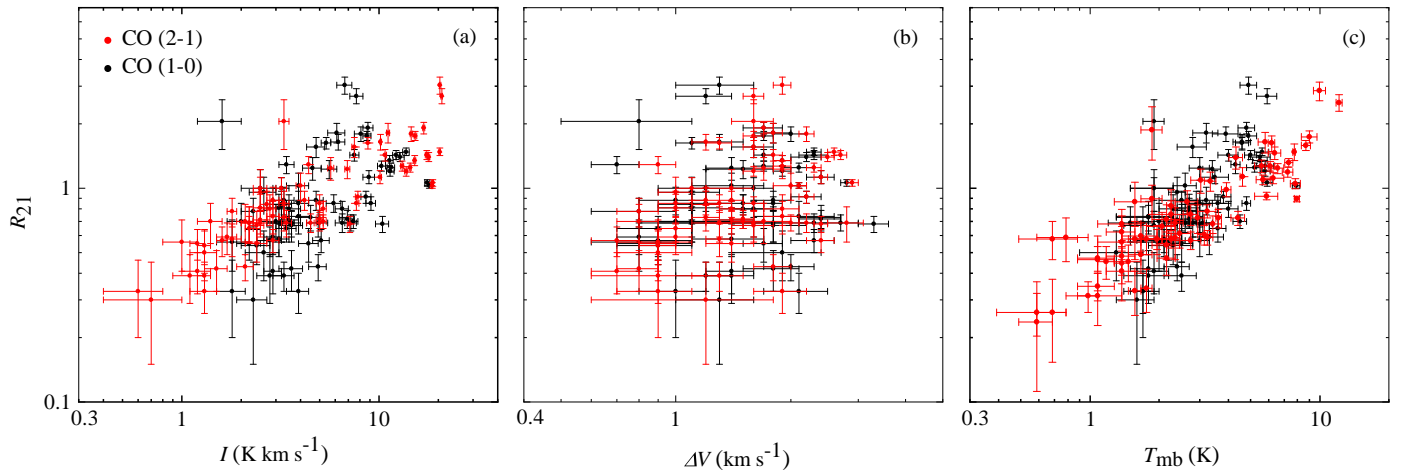 CO (2-1)
CO (1-0)
(a)
(b)
(c)
R21
1
0.1
0.3
1
10
0.4
1
0.3
1
10
I (K km s-1)
ΔV (km s-1)
Tmb (K)